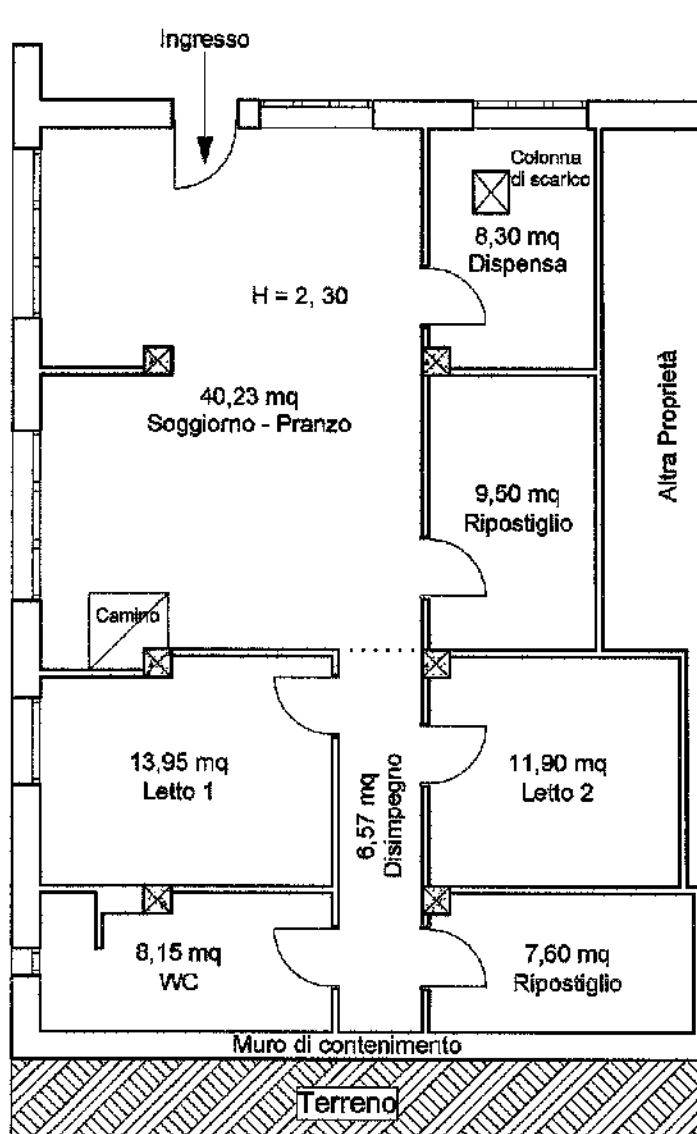 Ingresso
Colonna
di scarico
8,30 mq
Dispensa
H = 2, 30
40,23 mq
Soggiorno - Pranzo
Altra Proprietà
9,50 mq
Ripostiglio
Camino
13,95 mq
Letto 1
6,57 mq
Disimpegno
11,90 mq
Letto 2
8,15 mq
WC
7,60 mq
Ripostiglio
Muro di contenimento
Terreno